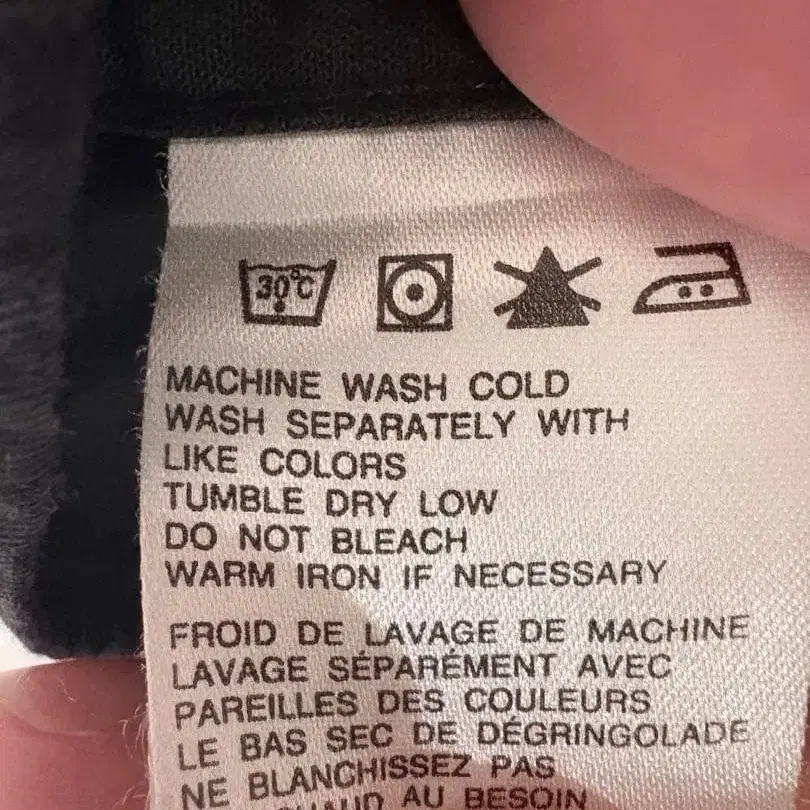 30°C
MACHINE WASH COLD
WASH SEPARATELY WITH
LIKE COLORS
TUMBLE DRY LOW
DO NOT BLEACH
WARM IRON IF NECESSARY
FROID DE LAVAGE DE MACHINE
LAVAGE SÉPARÉMENT AVEC
PAREILLES DES COULEURS
LE BAS SEC DE DÉGRINGOLADE
NE BLANCHISSEZ PAS
AU BESOIN